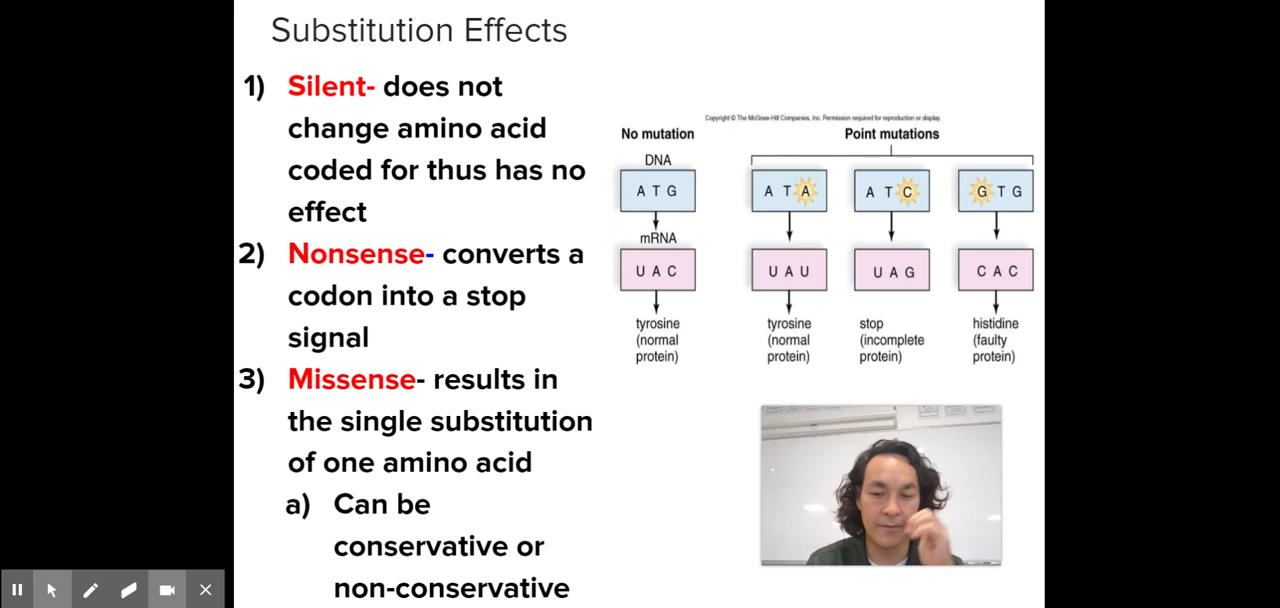 Substitution Effects
1) Silent- does not
change amino acid
coded for thus has no
effect
2) Nonsense- converts a
codon into a stop
signal
3) Missense- results in
the single substitution
of one amino acid
a) Can be
conservative or
non-conservative
Copyright © The McGraw-Hill Companies, Inc. Permission required for reproduction or display.
No mutation
Point mutations
DNA
A T G
A T A
A T C
G T G
mRNA
U A C
U A U
U A G
C A C
tyrosine
(normal
protein)
tyrosine
(normal
protein)
stop
(incomplete
protein)
histidine
(faulty
protein)